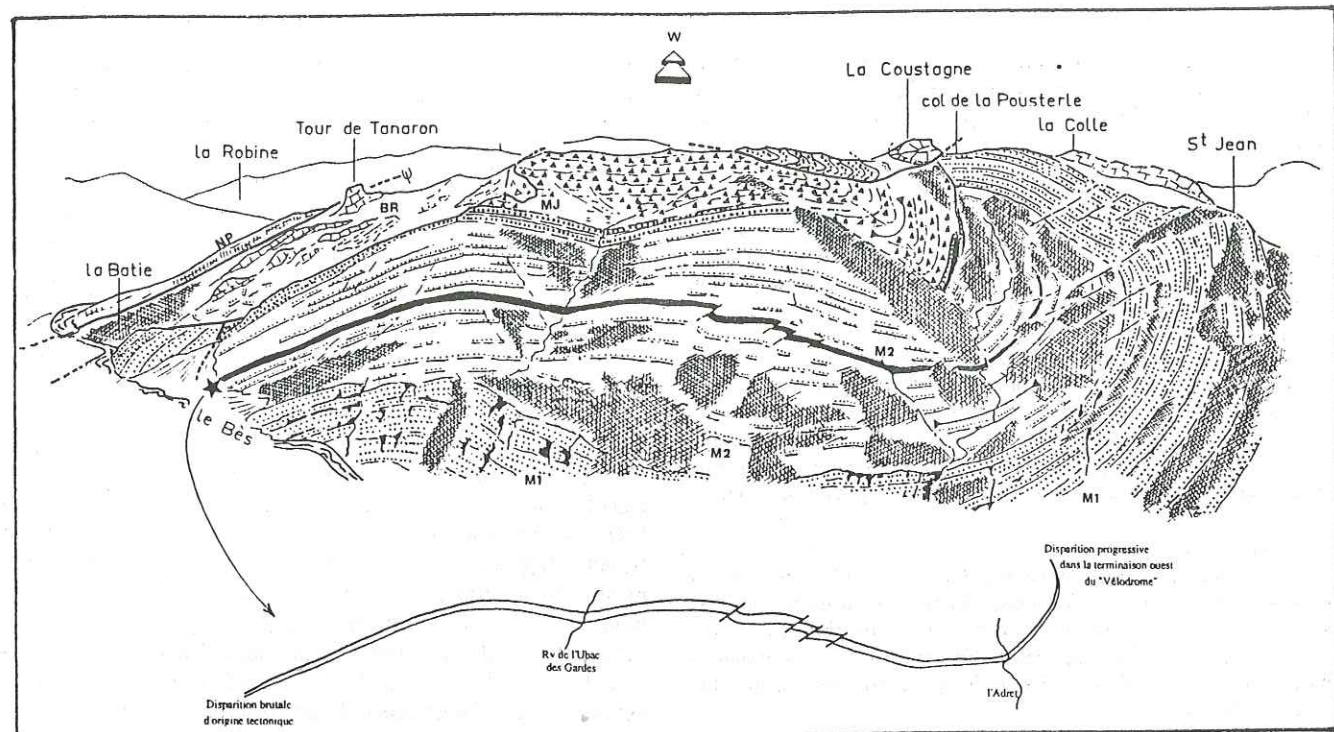 W
La Coustagne
col de la Pousterle
la Colle
St Jean
Tour de Tanaron
la Robine
Ψ
BR
MJ
NP
la Batie
M2
le Bès
M2
M1
M1
Disparition progressive
dans la terminaison ouest
du "Vélodrome"
Rv de l'Ubac
des Gardes
l'Adret
Disparition brutale
d'origine tectonique